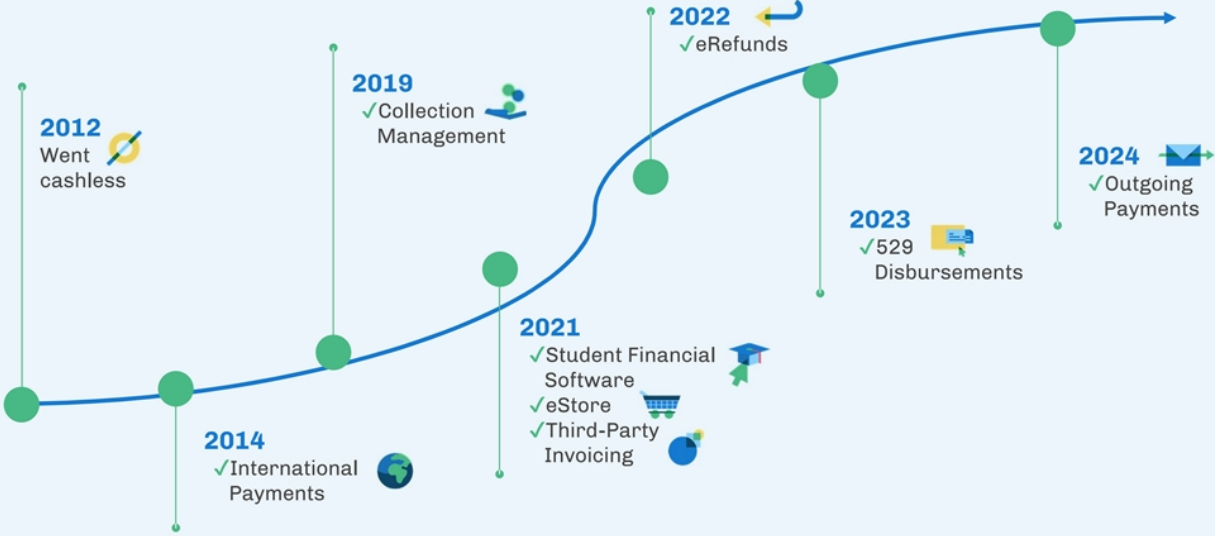 2012
Went
cashless
2014
✓International
Payments
2019
✓Collection
Management
2021
✓Student Financial
Software
✓eStore
✓Third-Party
Invoicing
2022
✓eRefunds
2023
✓529
Disbursements
2024
✓Outgoing
Payments